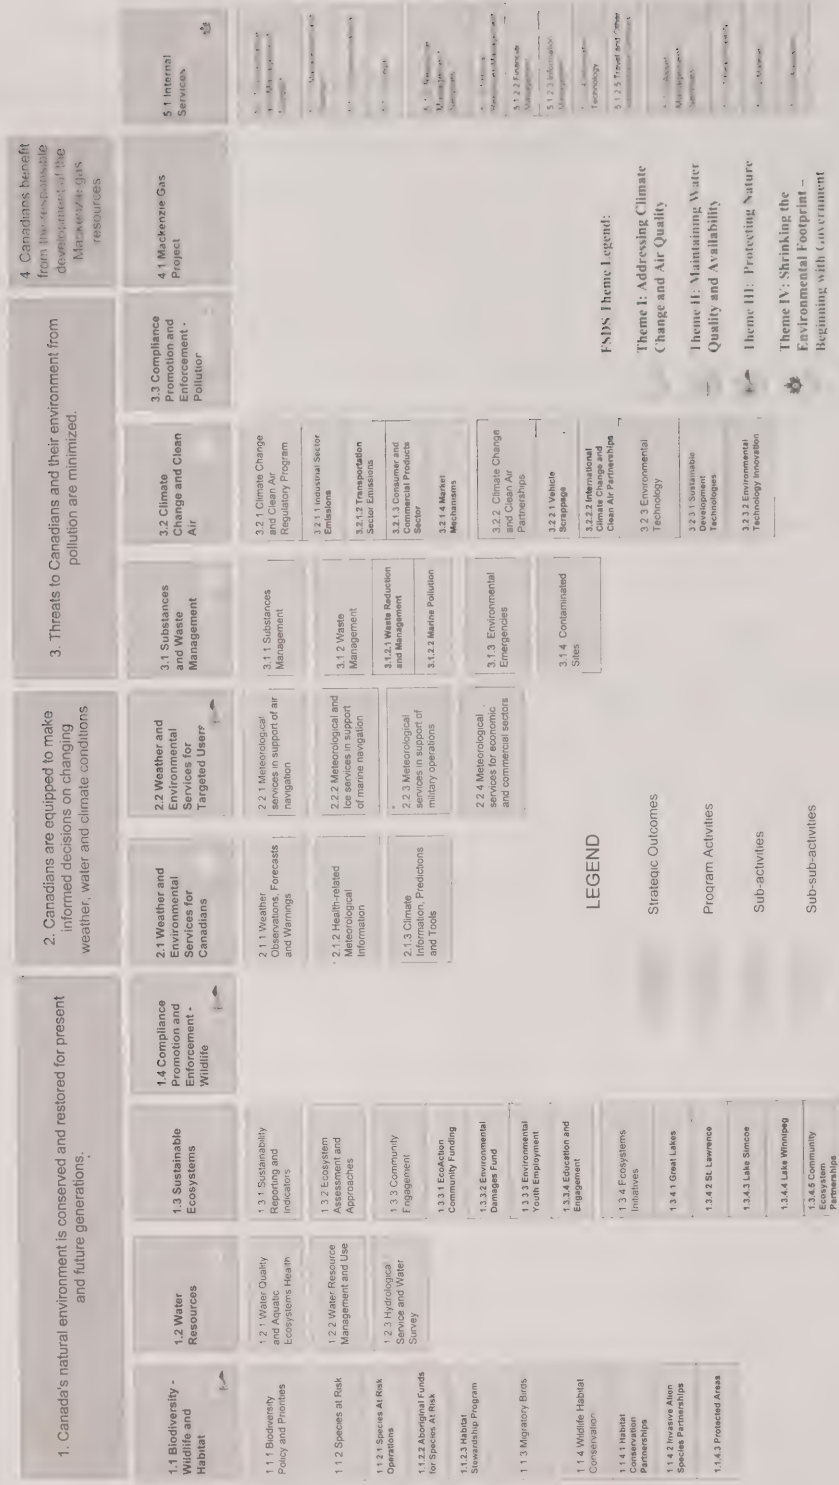 1. Canada's natural environment is conserved and restored for present
and future generations.
2. Canadians are equipped to make
informed decisions on changing
weather, water and climate conditions
3. Threats to Canadians and their environment from
pollution are minimized.
4 Canadians benefit
from the responsible
development of the
Mackenzie gas
resources
1.1 Biodiversity -
Wildlife and
Habitat
1.2 Water
Resources
1.3 Sustainable
Ecosystems
1.4 Compliance
Promotion and
Enforcement -
Wildlife
2.1 Weather and
Environmental
Services for
Canadians
2.2 Weather and
Environmental
Services for
Targeted Users
3.1 Substances
and Waste
Management
3.2 Climate
Change and Clean
Air
3.3 Compliance
Promotion and
Enforcement -
Pollution
4.1 Mackenzie Gas
Project
5.1 Internal
Services
1 1 1 Biodiversity
Policy and Priorities
1 1 2 Species at Risk
1 1 2 1 Species At Risk
Operations
1.1.2.2 Aboriginal Funds
for Species At Risk
1.1.2.3 Habitat
Stewardship Program
1 1 3 Migratory Birds
1 1 4 Wildlife Habitat
Conservation
1 1 4 1 Habitat
Conservation
Partnerships
1 1 4 2 Invasive Alien
Species Partnerships
1.1.4.3 Protected Areas
1 2 1 Water Quality
and Aquatic
Ecosystems Health
1 2 2 Water Resource
Management and Use
1 2 3 Hydrological
Service and Water
Survey
1 3 1 Sustainability
Reporting and
Indicators
1 3 2 Ecosystem
Assessment and
Approaches
1 3 3 Community
Engagement
1 3 3 1 EcoAction
Community Funding
1.3.3.2 Environmental
Damages Fund
1 3 3 3 Environmental
Youth Employment
1.3.3.4 Education and
Engagement
1 3 4 Ecosystems
Initiatives
1 3 4 1 Great Lakes
1 3 4 2 St. Lawrence
1.3.4.3 Lake Simcoe
1.3.4.4 Lake Winnipeg
1.3.4.5 Community
Ecosystem
Partnerships
2 1 1 Weather
Observations, Forecasts
and Warnings
2.1.2 Health-related
Meteorological
Information
2.1.3 Climate
Information, Predictions
and Tools
2 2 1 Meteorological
services in support of air
navigation
2.2.2 Meteorological and
Ice services in support
of marine navigation
2 2 3 Meteorological
services in support of
military operations
2 2 4 Meteorological
services for economic
and commercial sectors
3 1 1 Substances
Management
3 1 2 Waste
Management
3.1.2.1 Waste Reduction
and Management
3.1.2.2 Marine Pollution
3.1.3 Environmental
Emergencies
3.1 4 Contaminated
Sites
3.2 1 Climate Change
and Clean Air
Regulatory Program
3 2 1 1 Industrial Sector
Emissions
3.2.1.2 Transportation
Sector Emissions
3.2.1.3 Consumer and
Commercial Products
Sector
3.2 1 4 Market
Mechanisms
3.2.2 Climate Change
and Clean Air
Partnerships
3.2 2 1 Vehicle
Scrappage
3.2.2.2 International
Climate Change and
Clean Air Partnerships
3 2 3 Environmental
Technology
3 2 3 1 Sustainable
Development
Technologies
3 2 3 2 Environmental
Technology Innovation
5 1 2 2 Financial
Management
5 1 2 3 Information
Management
Technology
5 1 2 5 Travel and Other
LEGEND
Strategic Outcomes
Program Activities
Sub-activities
Sub-sub-activities
FSDS Theme Legend:
Theme I: Addressing Climate
Change and Air Quality
Theme II: Maintaining Water
Quality and Availability
Theme III: Protecting Nature
Theme IV: Shrinking the
Environmental Footprint –
Beginning with Government